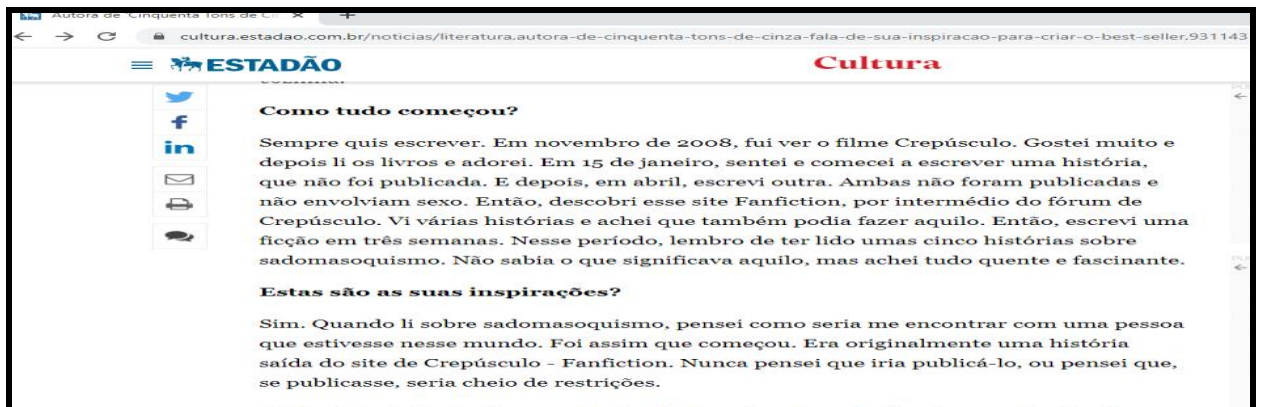 Autora de 'Cinquenta Tons de Ci
cultura.estadao.com.br/noticias/literatura,autora-de-cinquenta-tons-de-cinza-fala-de-sua-inspiracao-para-criar-o-best-seller,931143
ESTADÃO
Cultura
Como tudo começou?
Sempre quis escrever. Em novembro de 2008, fui ver o filme Crepúsculo. Gostei muito e
depois li os livros e adorei. Em 15 de janeiro, sentei e comecei a escrever uma história,
que não foi publicada. E depois, em abril, escrevi outra. Ambas não foram publicadas e
não envolviam sexo. Então, descobri esse site Fanfiction, por intermédio do fórum de
Crepúsculo. Vi várias histórias e achei que também podia fazer aquilo. Então, escrevi uma
ficção em três semanas. Nesse período, lembro de ter lido umas cinco histórias sobre
sadomasoquismo. Não sabia o que significava aquilo, mas achei tudo quente e fascinante.
Estas são as suas inspirações?
Sim. Quando li sobre sadomasoquismo, pensei como seria me encontrar com uma pessoa
que estivesse nesse mundo. Foi assim que começou. Era originalmente uma história
saída do site de Crepúsculo - Fanfiction. Nunca pensei que iria publicá-lo, ou pensei que,
se publicasse, seria cheio de restrições.